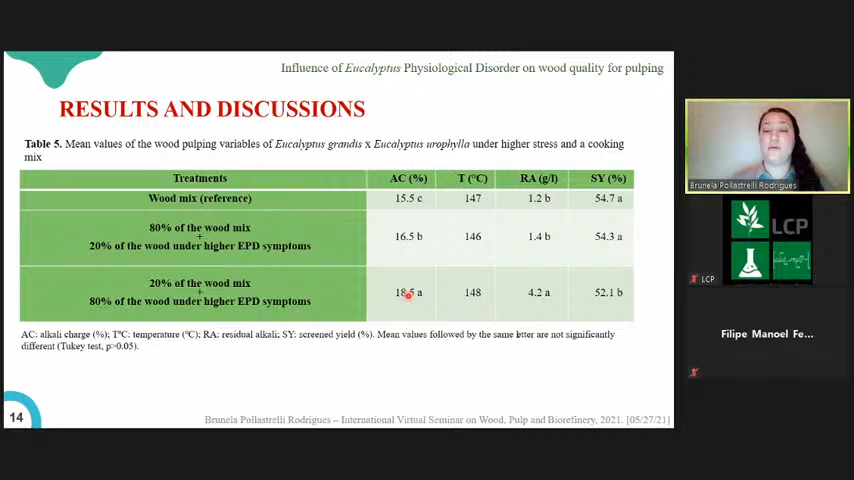 Influence of Eucalyptus Physiological Disorder on wood quality for pulping
RESULTS AND DISCUSSIONS
Table 5. Mean values of the wood pulping variables of Eucalyptus grandis x Eucalyptus urophylla under higher stress and a cooking
mix
Treatments AC (%) T (ºC) RA (g/l) SY (%)
Wood mix (reference) 15.5 c 147 1.2 b 54.7 a
80% of the wood mix
+
20% of the wood under higher EPD symptoms 16.5 b 146 1.4 b 54.3 a
20% of the wood mix
+
80% of the wood under higher EPD symptoms 18.5 a 148 4.2 a 52.1 b
AC: alkali charge (%); TºC: temperature (ºC); RA: residual alkali; SY: screened yield (%). Mean values followed by the same letter are not significantly
different (Tukey test, p>0.05).
14
Brunela Pollastrelli Rodrigues – International Virtual Seminar on Wood, Pulp and Biorefinery, 2021. [05/27/21]
Brunela Pollastrelli Rodrigues
LCP
LCP
Filipe Manoel Fe...